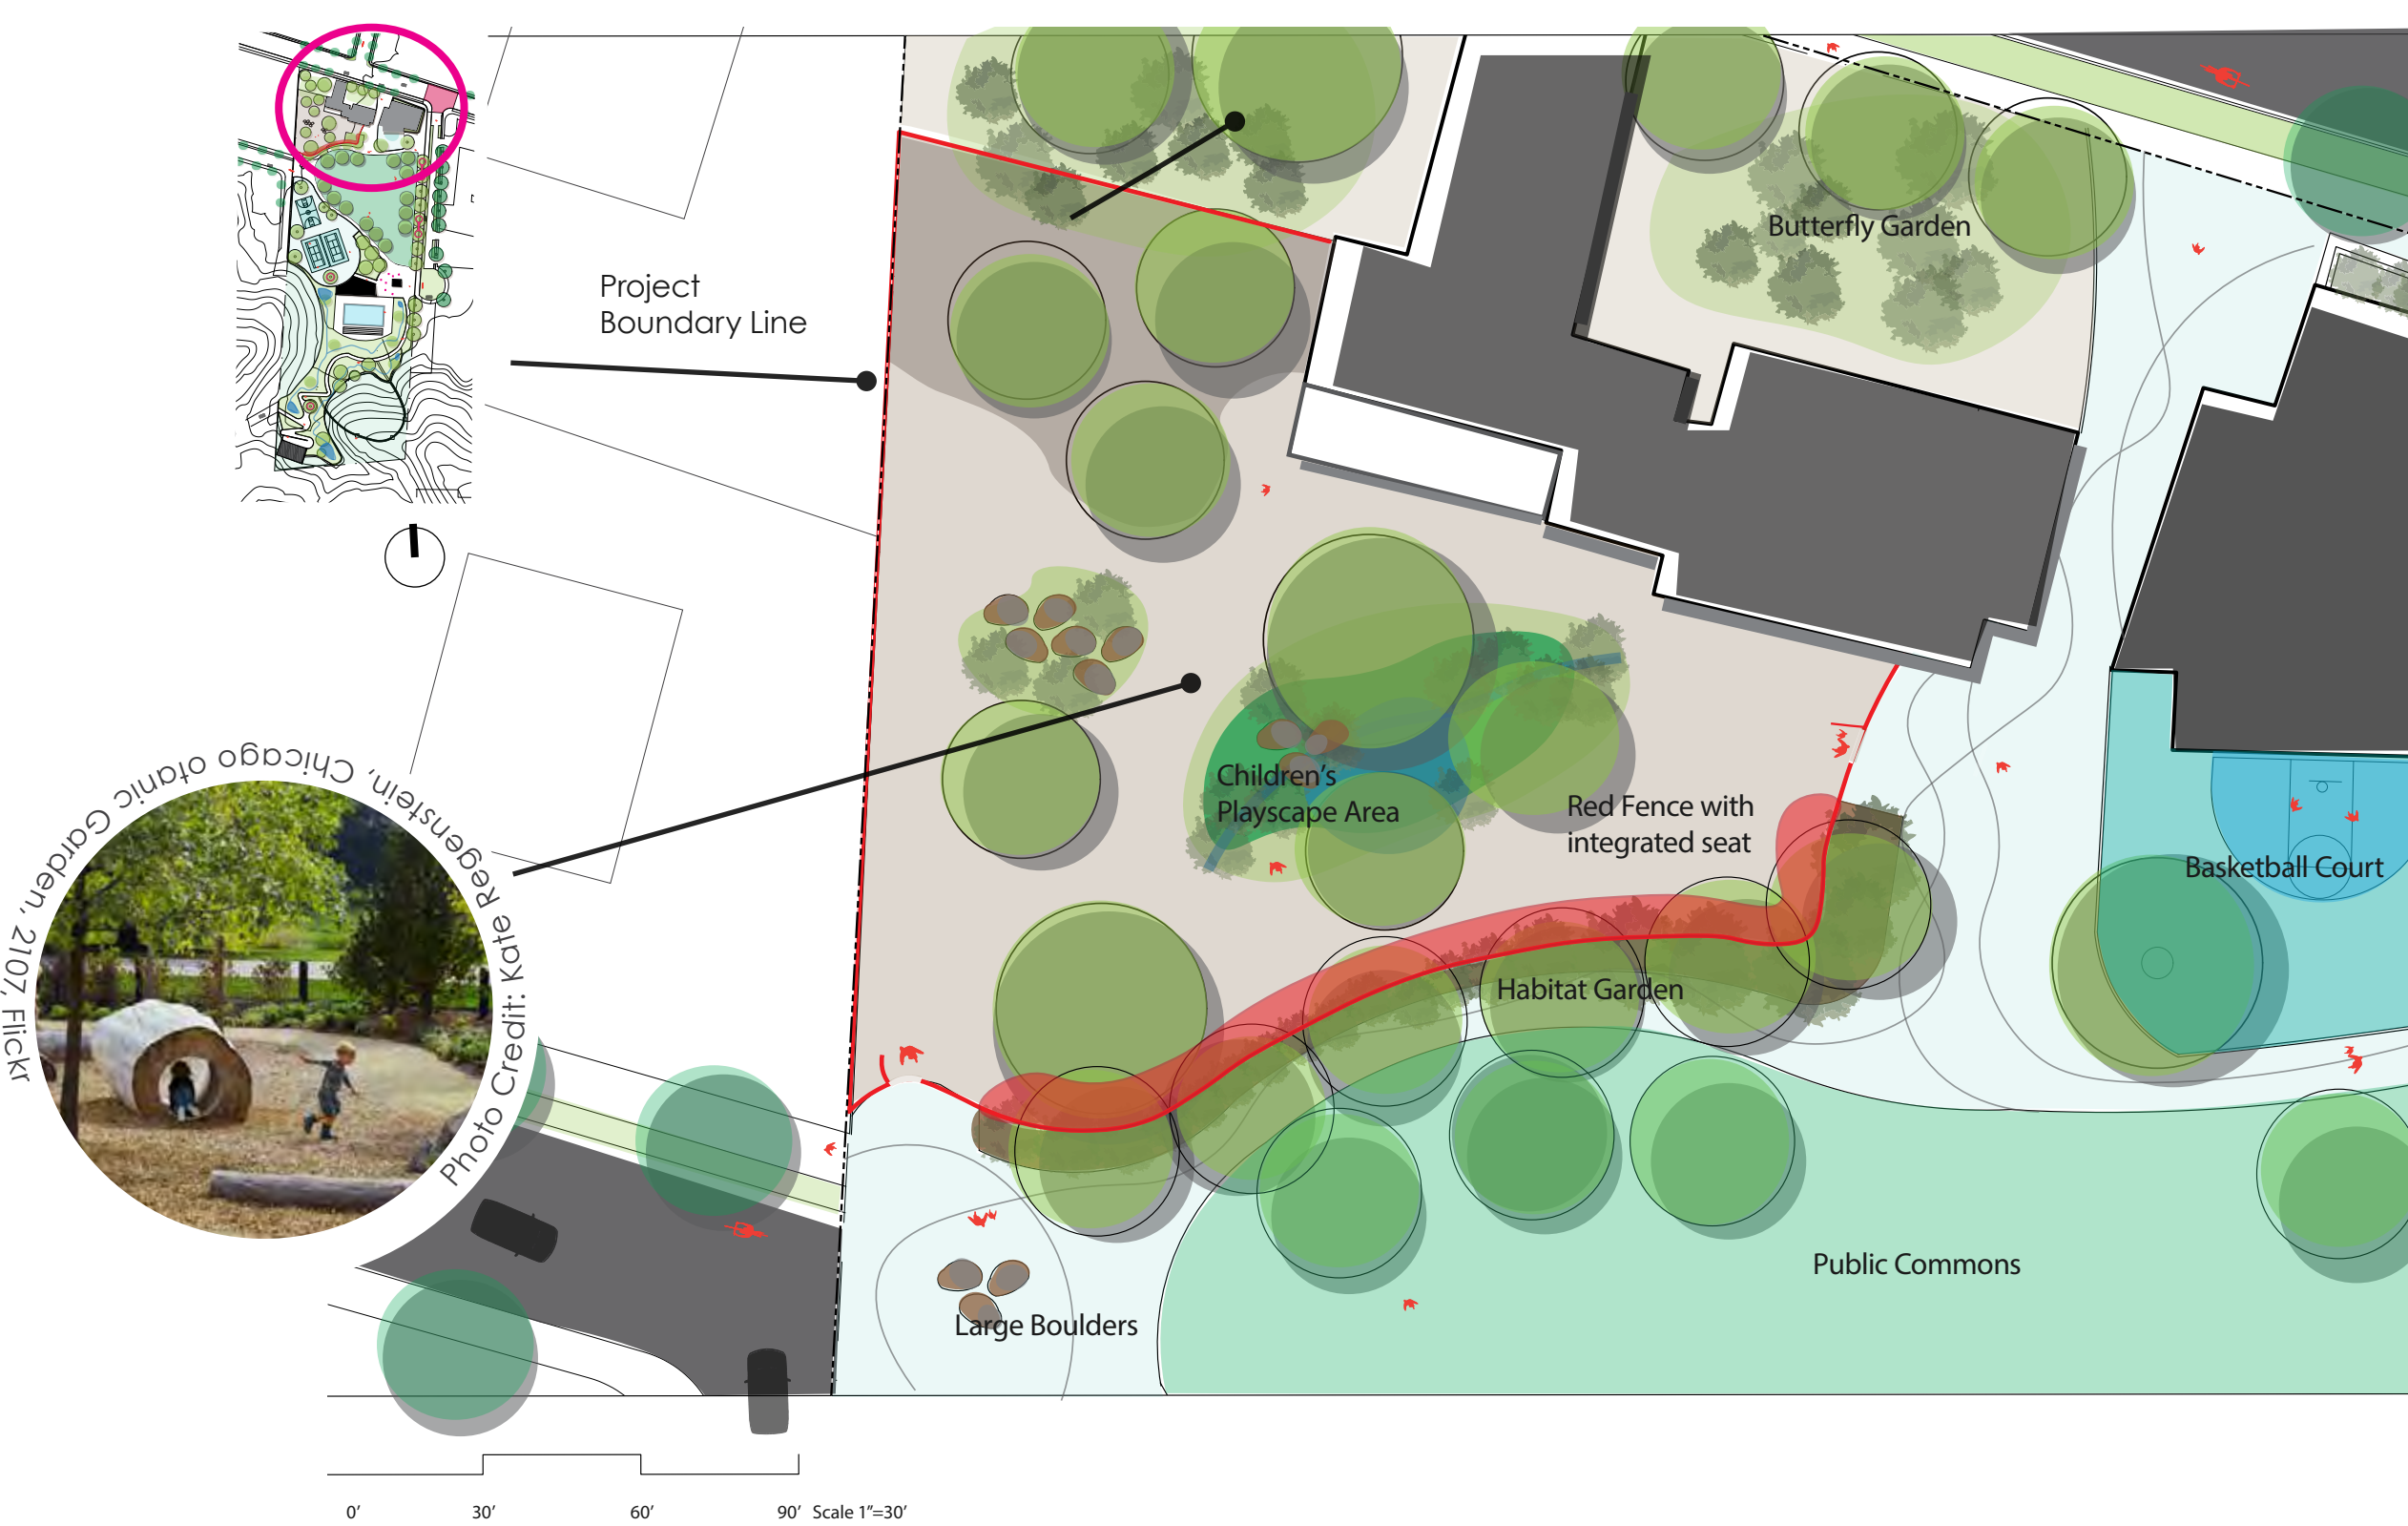 Butterfly Garden
Project
Boundary Line
Children's
Playscape Area
Red Fence with
integrated seat
Basketball Court
Habitat Garden
Public Commons
Large Boulders
Photo Credit: Kate Regenstein, Chicago otanic Garden, 2107, Flickr
0' 30' 60' 90' Scale 1"=30'